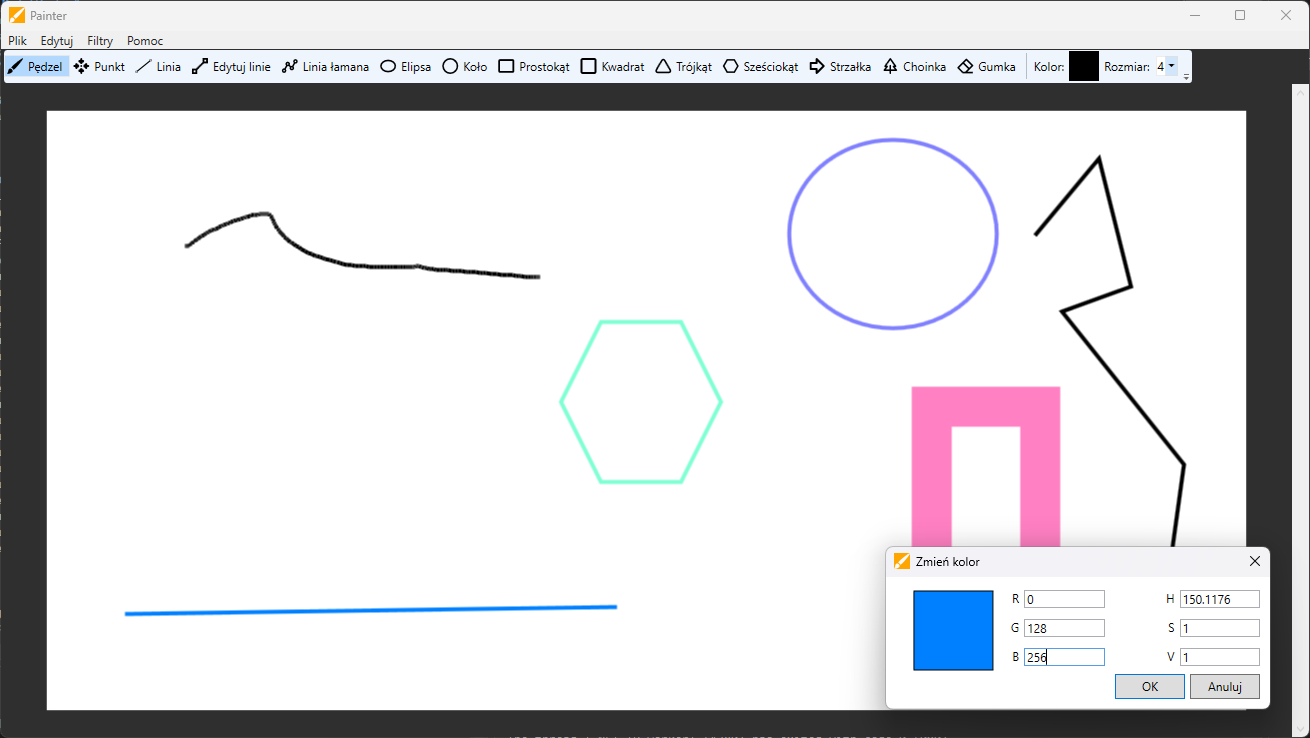 Painter
Plik Edytuj Filtry Pomoc
Pędzel Punkt Linia Edytuj linie Linia łamana Elipsa Koło Prostokąt Kwadrat Trójkąt Sześciokąt Strzałka Choinka Gumka Kolor: Rozmiar: 4
Zmień kolor
R 0 H 150.1176
G 128 S 1
B 256 V 1
OK Anuluj